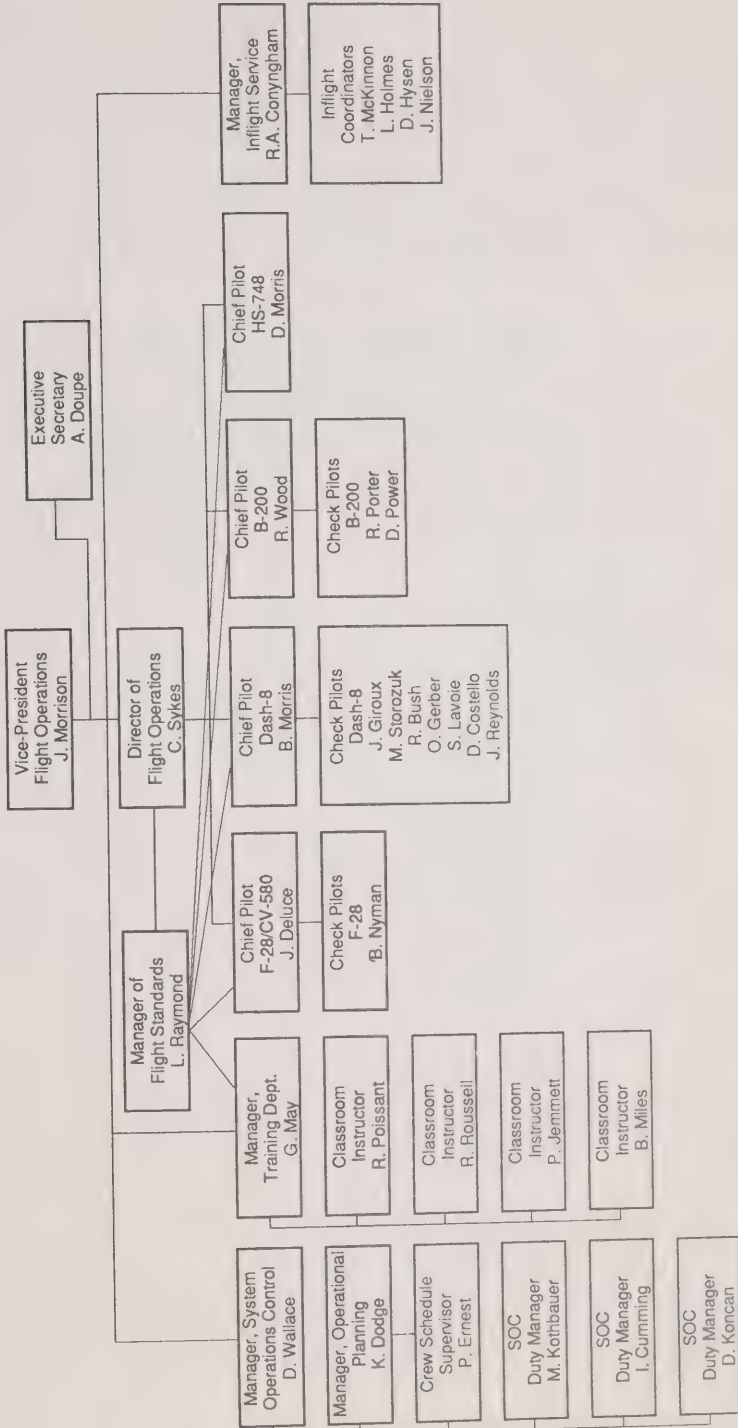 Vice-President
Flight Operations
J. Morrison
Executive
Secretary
A. Doupe
Director of
Flight Operations
C. Sykes
Manager of
Flight Standards
L. Raymond
Manager, System
Operations Control
D. Wallace
Manager,
Training Dept.
G. May
Chief Pilot
F-28/CV-580
J. Deluce
Chief Pilot
Dash-8
B. Morris
Chief Pilot
B-200
R. Wood
Chief Pilot
HS-748
D. Morris
Manager,
Inflight Service
R.A. Conyngham
Manager, Operational
Planning
K. Dodge
Classroom
Instructor
R. Poissant
Check Pilots
F-28
B. Nyman
Check Pilots
Dash-8
J. Giroux
M. Storozuk
R. Bush
O. Gerber
S. Lavoie
D. Costello
J. Reynolds
Check Pilots
B-200
R. Porter
D. Power
Inflight
Coordinators
T. McKinnon
L. Holmes
D. Hysen
J. Nielson
Crew Schedule
Supervisor
P. Ernest
Classroom
Instructor
R. Roussell
SOC
Duty Manager
M. Kothbauer
Classroom
Instructor
P. Jemmett
SOC
Duty Manager
I. Cumming
Classroom
Instructor
B. Miles
SOC
Duty Manager
D. Koncan